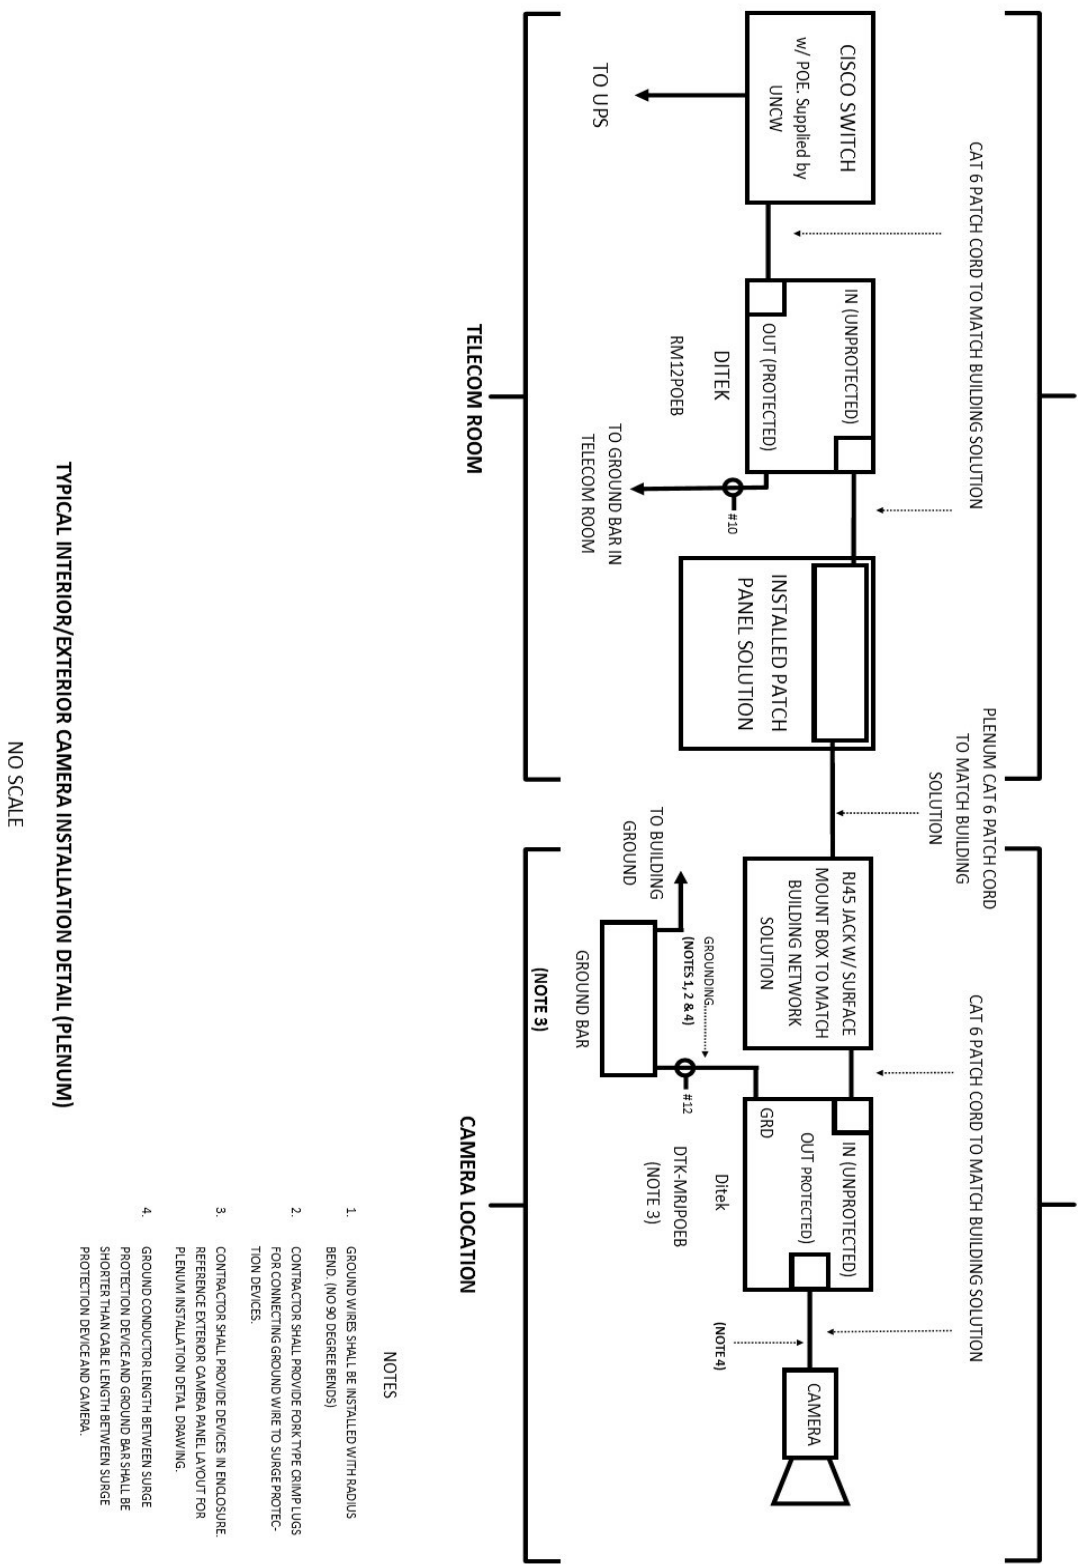 CAT 6 PATCH CORD TO MATCH BUILDING SOLUTION
PLENUM CAT 6 PATCH CORD
TO MATCH BUILDING
SOLUTION
CAT 6 PATCH CORD TO MATCH BUILDING SOLUTION
CISCO SWITCH
w/ POE. Supplied by
UNCW
TO UPS
IN (UNPROTECTED)
OUT (PROTECTED)
DITEK
RM12POEB
#10
TO GROUND BAR IN
TELECOM ROOM
INSTALLED PATCH
PANEL SOLUTION
RJ45 JACK W/ SURFACE
MOUNT BOX TO MATCH
BUILDING NETWORK
SOLUTION
IN (UNPROTECTED)
OUT PROTECTED)
GRD
Ditek
DTK-MRJPOEB
(NOTE 3)
#12
GROUNDING
(NOTES 1, 2 & 4)
TO BUILDING
GROUND
GROUND BAR
(NOTE 3)
(NOTE 4)
CAMERA
TELECOM ROOM
CAMERA LOCATION
NOTES
1. GROUND WIRES SHALL BE INSTALLED WITH RADIUS
BEND. (NO 90 DEGREE BENDS)
2. CONTRACTOR SHALL PROVIDE FORK TYPE CRIMP LUGS
FOR CONNECTING GROUND WIRE TO SURGE PROTEC-
TION DEVICES.
3. CONTRACTOR SHALL PROVIDE DEVICES IN ENCLOSURE.
REFERENCE EXTERIOR CAMERA PANEL LAYOUT FOR
PLENUM INSTALLATION DETAIL DRAWING.
4. GROUND CONDUCTOR LENGTH BETWEEN SURGE
PROTECTION DEVICE AND GROUND BAR SHALL BE
SHORTER THAN CABLE LENGTH BETWEEN SURGE
PROTECTION DEVICE AND CAMERA.
TYPICAL INTERIOR/EXTERIOR CAMERA INSTALLATION DETAIL (PLENUM)
NO SCALE